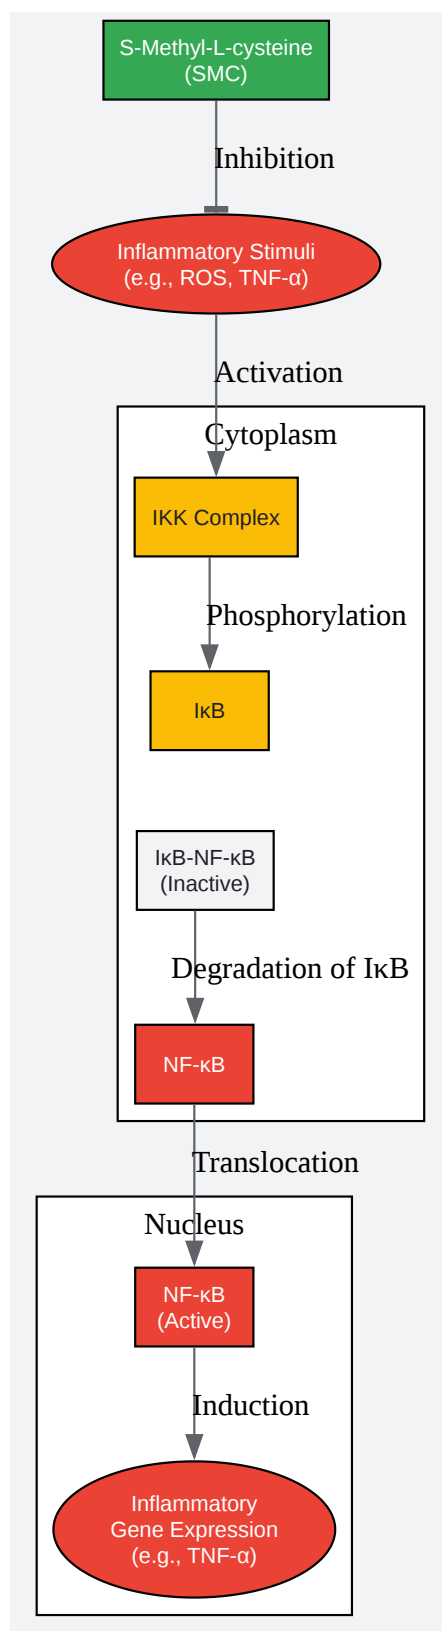 S-Methyl-L-cysteine
(SMC)
Inhibition
Inflammatory Stimuli
(e.g., ROS, TNF-α)
Activation
Cytoplasm
IKK Complex
Phosphorylation
IκB
IκB-NF-κB
(Inactive)
Degradation of IκB
NF-κB
Translocation
Nucleus
NF-κB
(Active)
Induction
Inflammatory
Gene Expression
(e.g., TNF-α)